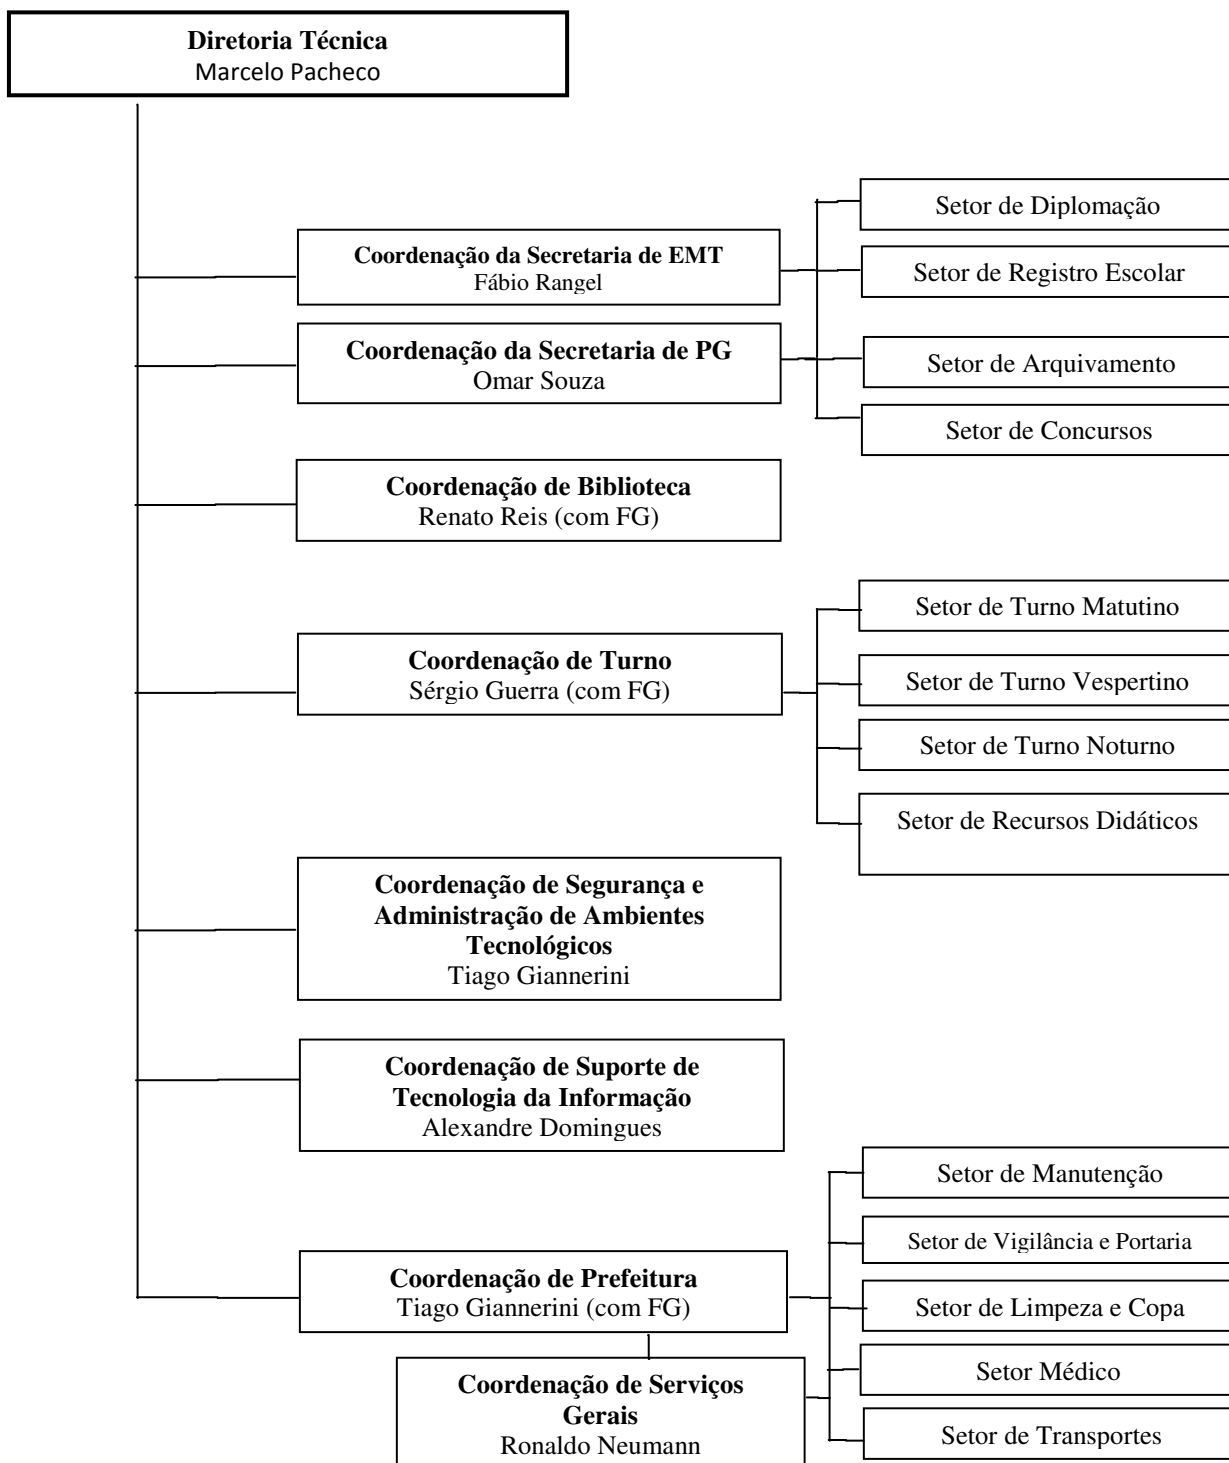 Diretoria Técnica
Marcelo Pacheco
Coordenação da Secretaria de EMT
Fábio Rangel
Setor de Diplomação
Setor de Registro Escolar
Coordenação da Secretaria de PG
Omar Souza
Setor de Arquivamento
Setor de Concursos
Coordenação de Biblioteca
Renato Reis (com FG)
Coordenação de Turno
Sérgio Guerra (com FG)
Setor de Turno Matutino
Setor de Turno Vespertino
Setor de Turno Noturno
Setor de Recursos Didáticos
Coordenação de Segurança e
Administração de Ambientes
Tecnológicos
Tiago Giannerini
Coordenação de Suporte de
Tecnologia da Informação
Alexandre Domingues
Coordenação de Prefeitura
Tiago Giannerini (com FG)
Coordenação de Serviços
Gerais
Ronaldo Neumann
Setor de Manutenção
Setor de Vigilância e Portaria
Setor de Limpeza e Copa
Setor Médico
Setor de Transportes